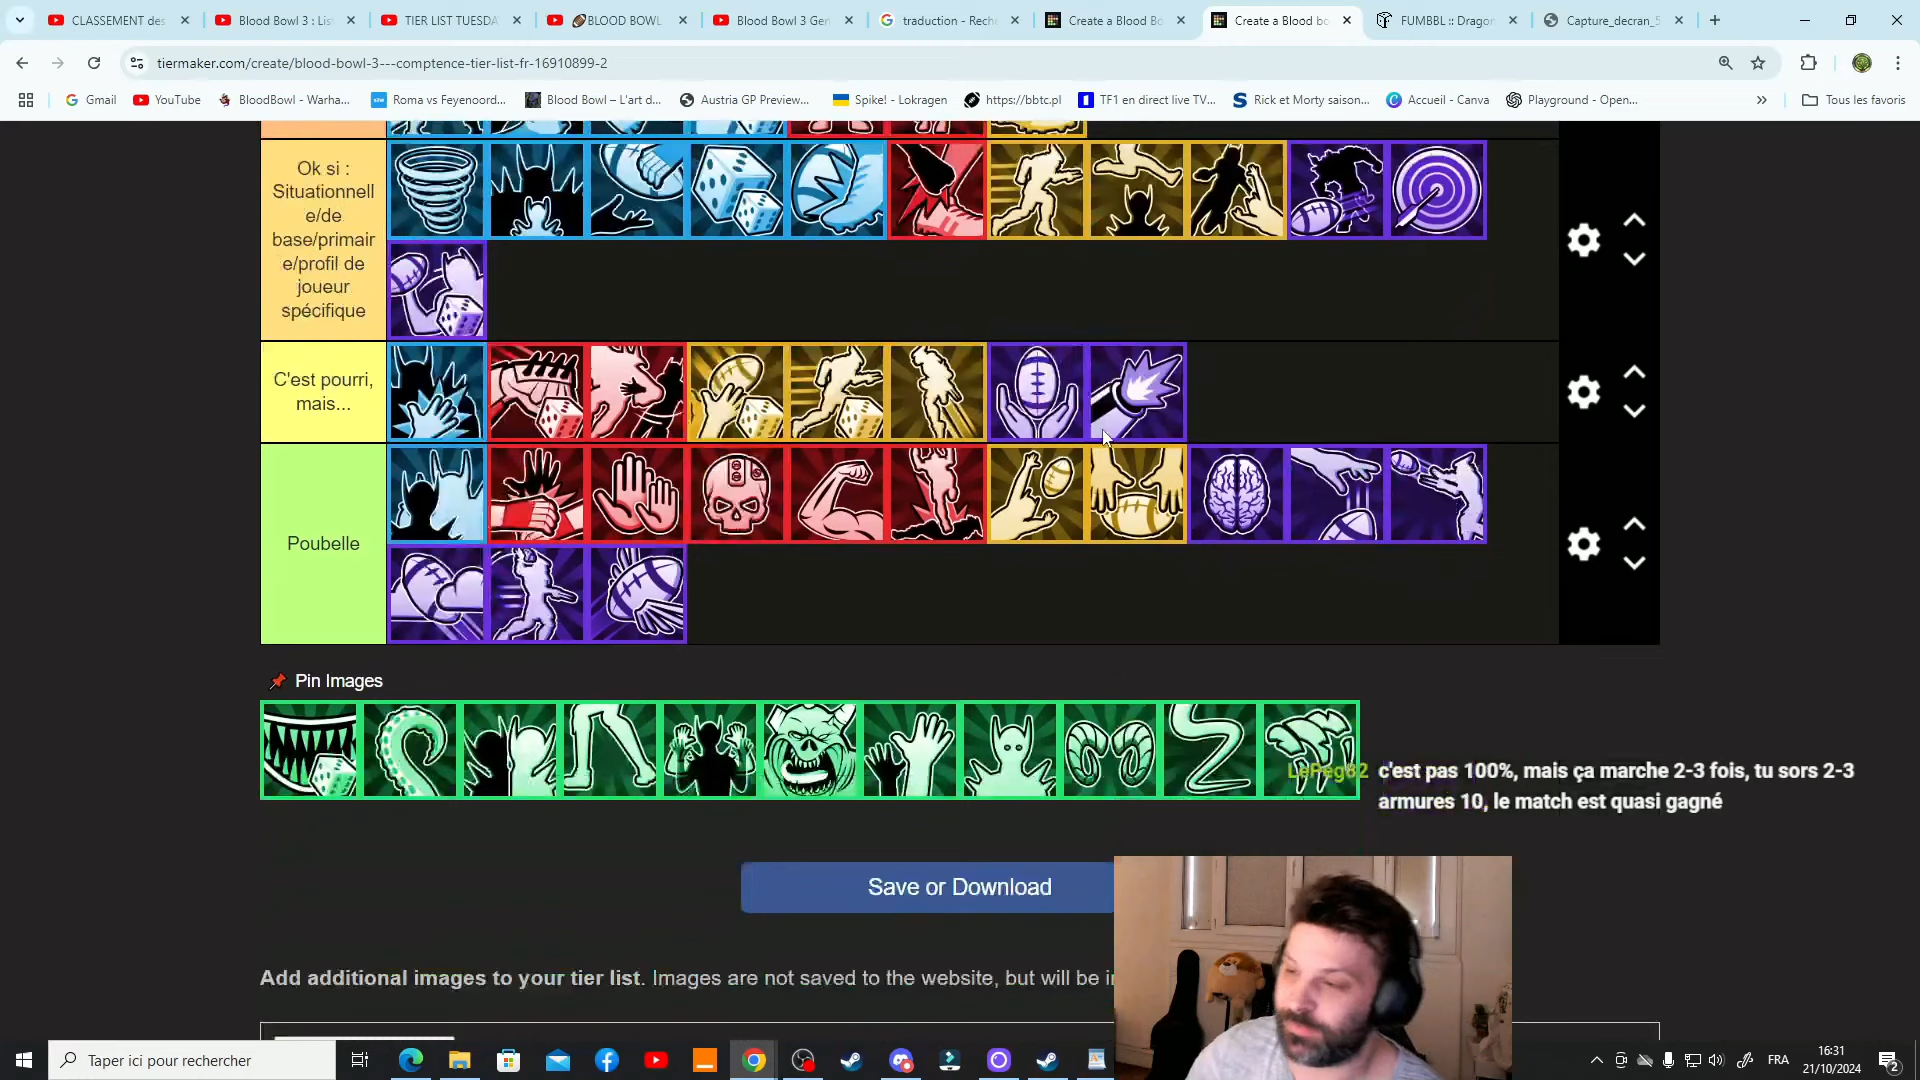 CLASSEMENT des
Blood Bowl 3 : Lis
TIER LIST TUESDA
🏈BLOOD BOWL
Blood Bowl 3 Gen
traduction - Rech
Create a Blood Bo
Create a Blood bo
FUMBBL :: Dragon
Capture_decran_5
tiermaker.com/create/blood-bowl-3---comptence-tier-list-fr-16910899-2
Gmail
YouTube
BloodBowl - Warha...
Roma vs Feyenoord...
Blood Bowl – L'art d...
Austria GP Preview...
Spike! - Lokragen
https://bbtc.pl
TF1 en direct live TV...
Rick et Morty saison...
Accueil - Canva
Playground - Open...
Tous les favoris
Ok si :
Situationnell
e/de
base/primair
e/profil de
joueur
spécifique
C'est pourri,
mais...
Poubelle
Pin Images
LePeg82 c'est pas 100%, mais ça marche 2-3 fois, tu sors 2-3
armures 10, le match est quasi gagné
Save or Download
Add additional images to your tier list. Images are not saved to the website, but will be i
Taper ici pour rechercher
FRA
16:31
21/10/2024
2